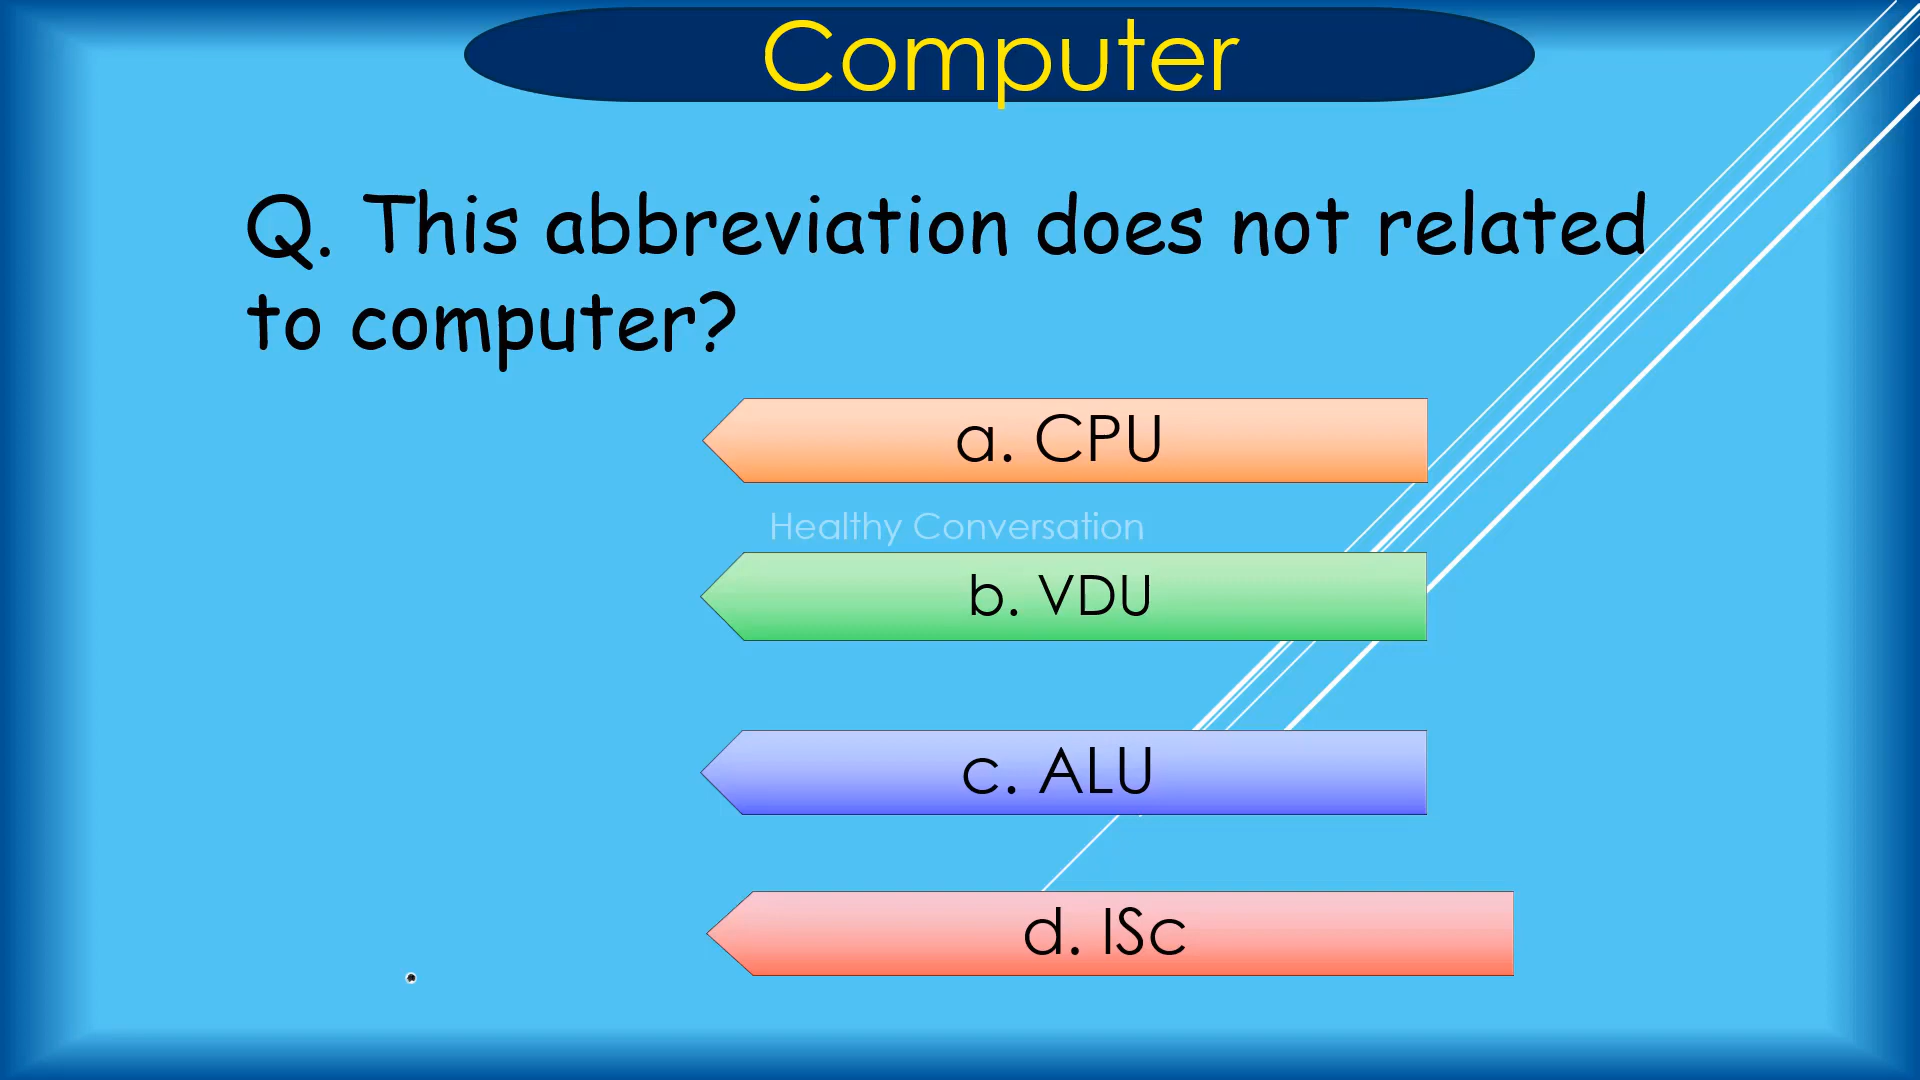 Computer
Q. This abbreviation does not related
to computer?
a. CPU
Healthy Conversation
b. VDU
c. ALU
d. ISc